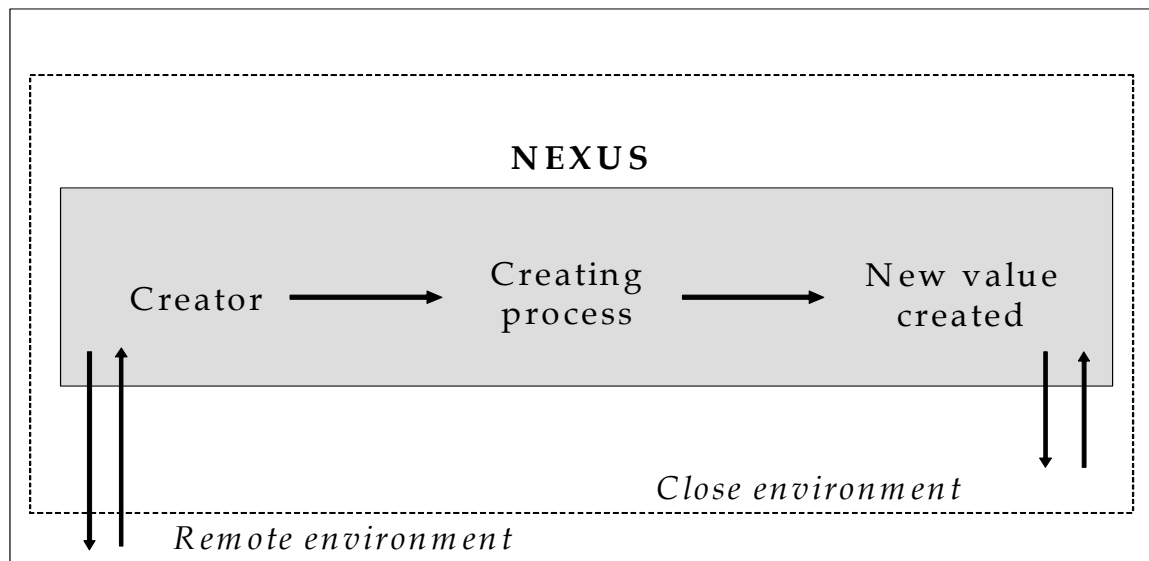 NEXUS
Creator
Creating
process
New value
created
Close environment
Remote environment